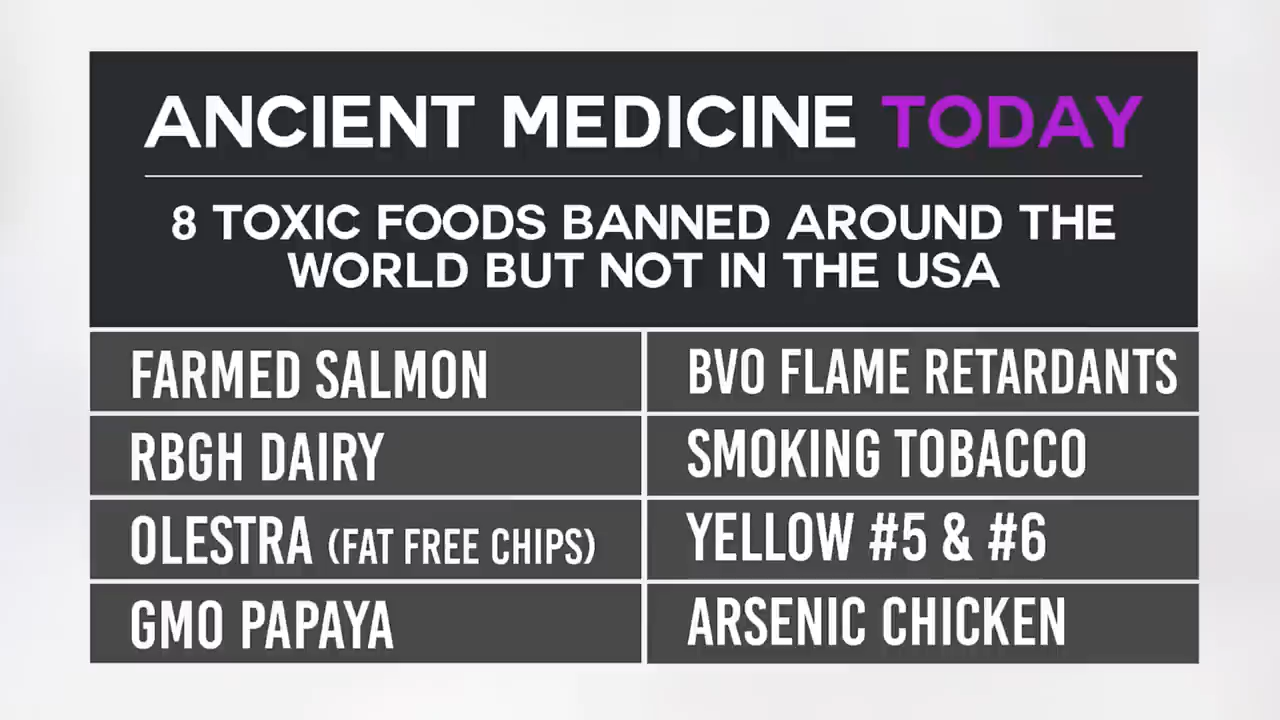 ANCIENT MEDICINE TODAY
8 TOXIC FOODS BANNED AROUND THE
WORLD BUT NOT IN THE USA
FARMED SALMON
BVO FLAME RETARDANTS
RBGH DAIRY
SMOKING TOBACCO
OLESTRA (FAT FREE CHIPS)
YELLOW #5 & #6
GMO PAPAYA
ARSENIC CHICKEN